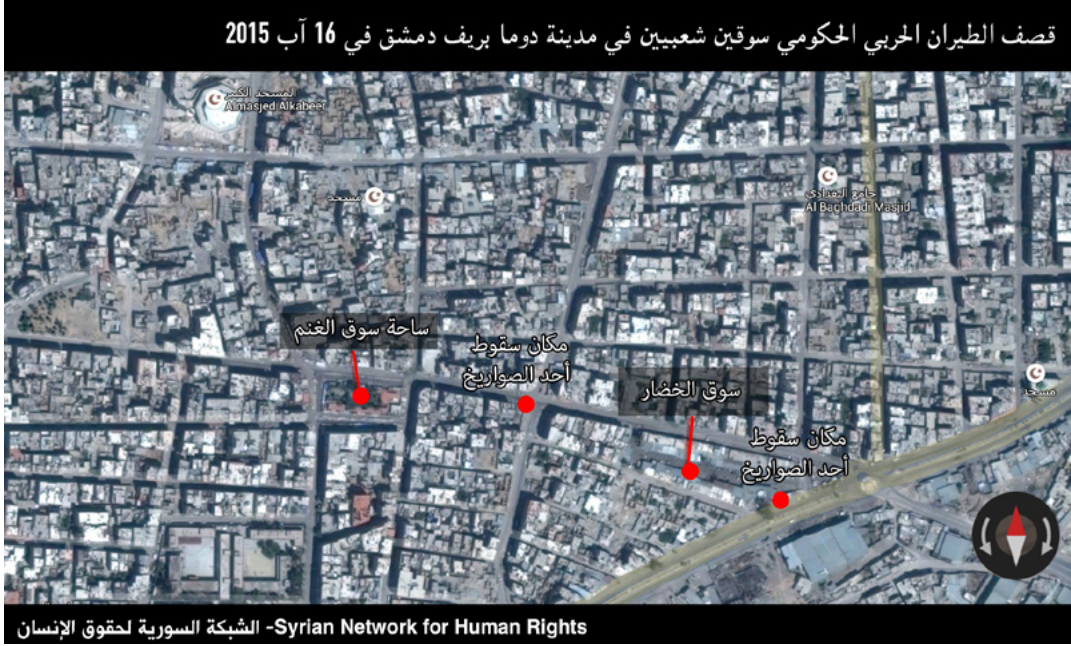 قصف الطيران الحربي الحكومي سوقين شعبيين في مدينة دوما بريف دمشق في 16 آب 2015
المسجد الكبير
Almasjed Alkabeer
مسجد
جامع البغدادي
Al Baghdadi Masjid
ساحة سوق الغنم
مكان سقوط
أحد الصواريخ
سوق الخضار
مسجد
مكان سقوط
أحد الصواريخ
الشبكة السورية لحقوق الإنسان -Syrian Network for Human Rights